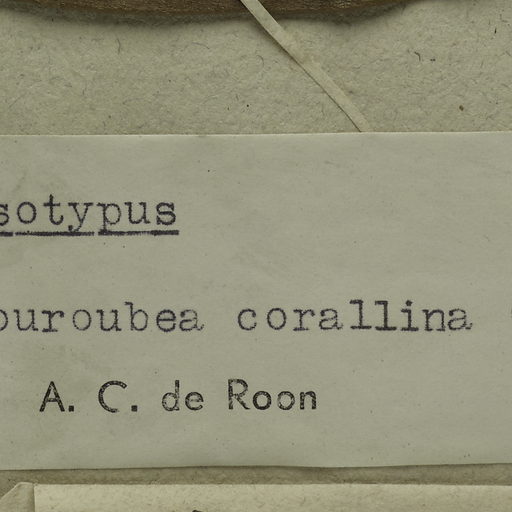 sotypus
ouroubea corallina
A. C. de Roon